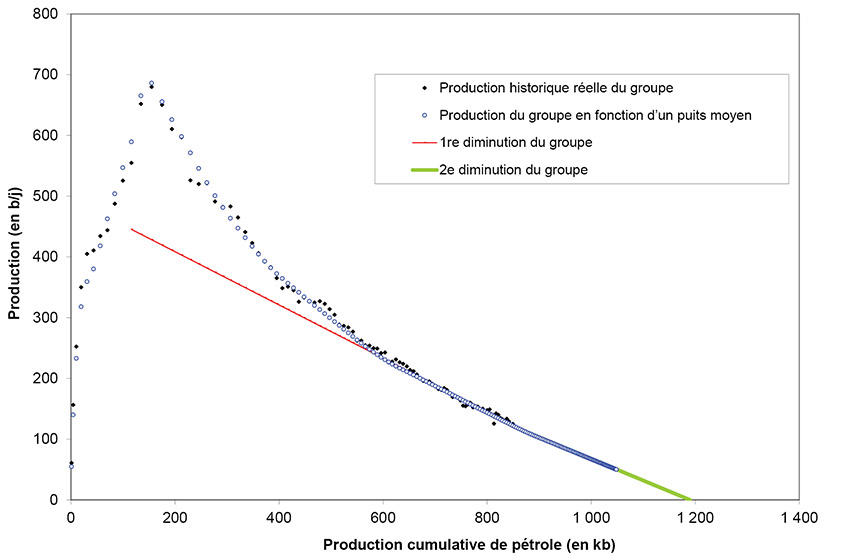 800
700
600
500
400
300
200
100
0
Production (en b/j)
Production historique réelle du groupe
Production du groupe en fonction d'un puits moyen
1re diminution du groupe
2e diminution du groupe
0 200 400 600 800 1 000 1 200 1 400
Production cumulative de pétrole (en kb)